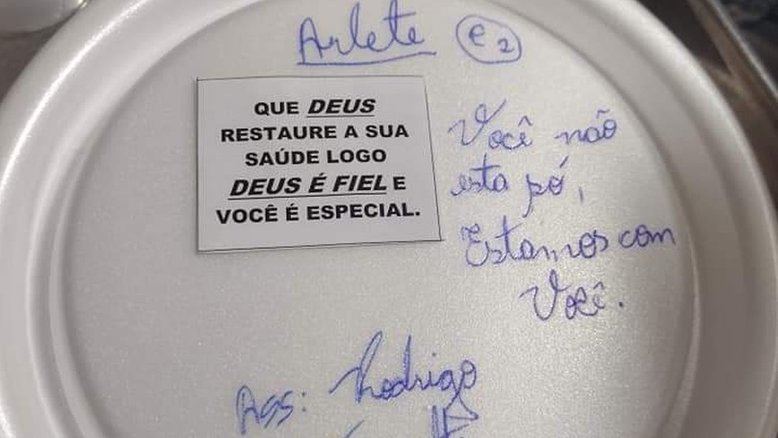 Arlete e2
QUE DEUS
RESTAURE A SUA
SAÚDE LOGO
DEUS É FIEL E
VOCÊ É ESPECIAL.
Você não
esta pó,
Estamos com
Você.
Ass: Rodrigo